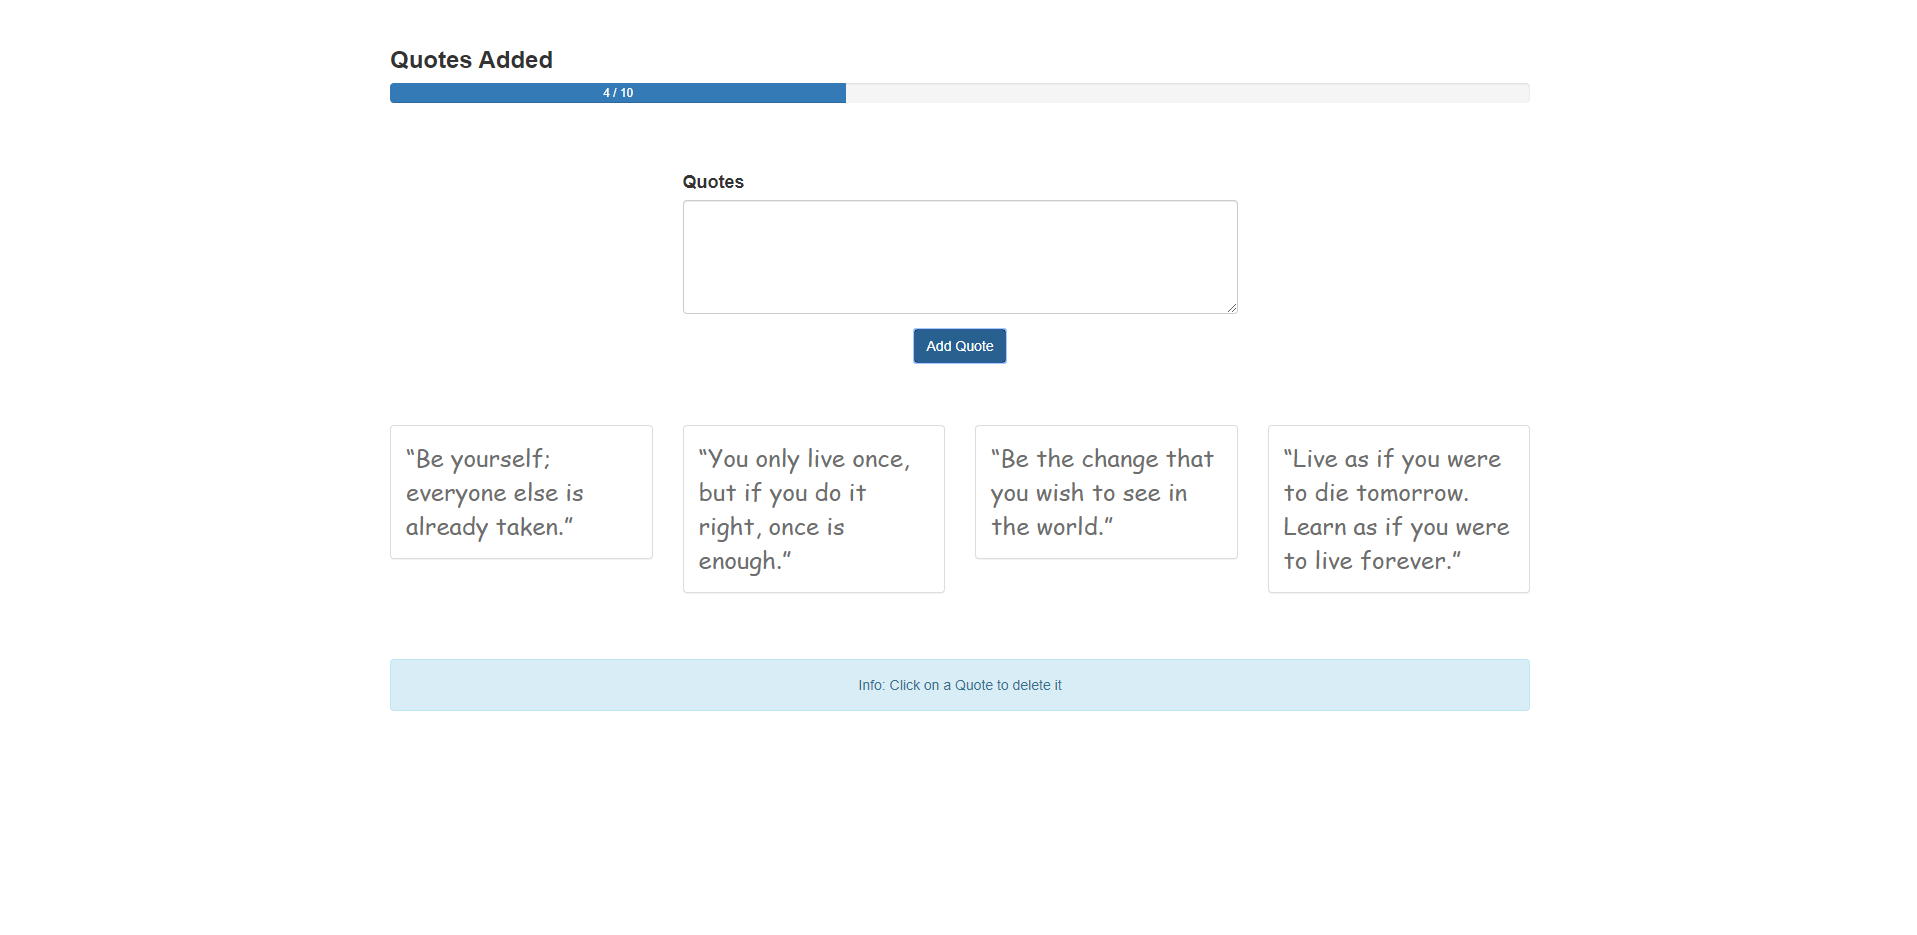 Quotes Added
4 / 10
Quotes
Add Quote
“Be yourself;
everyone else is
already taken.”
“You only live once,
but if you do it
right, once is
enough.”
“Be the change that
you wish to see in
the world.”
“Live as if you were
to die tomorrow.
Learn as if you were
to live forever.”
Info: Click on a Quote to delete it